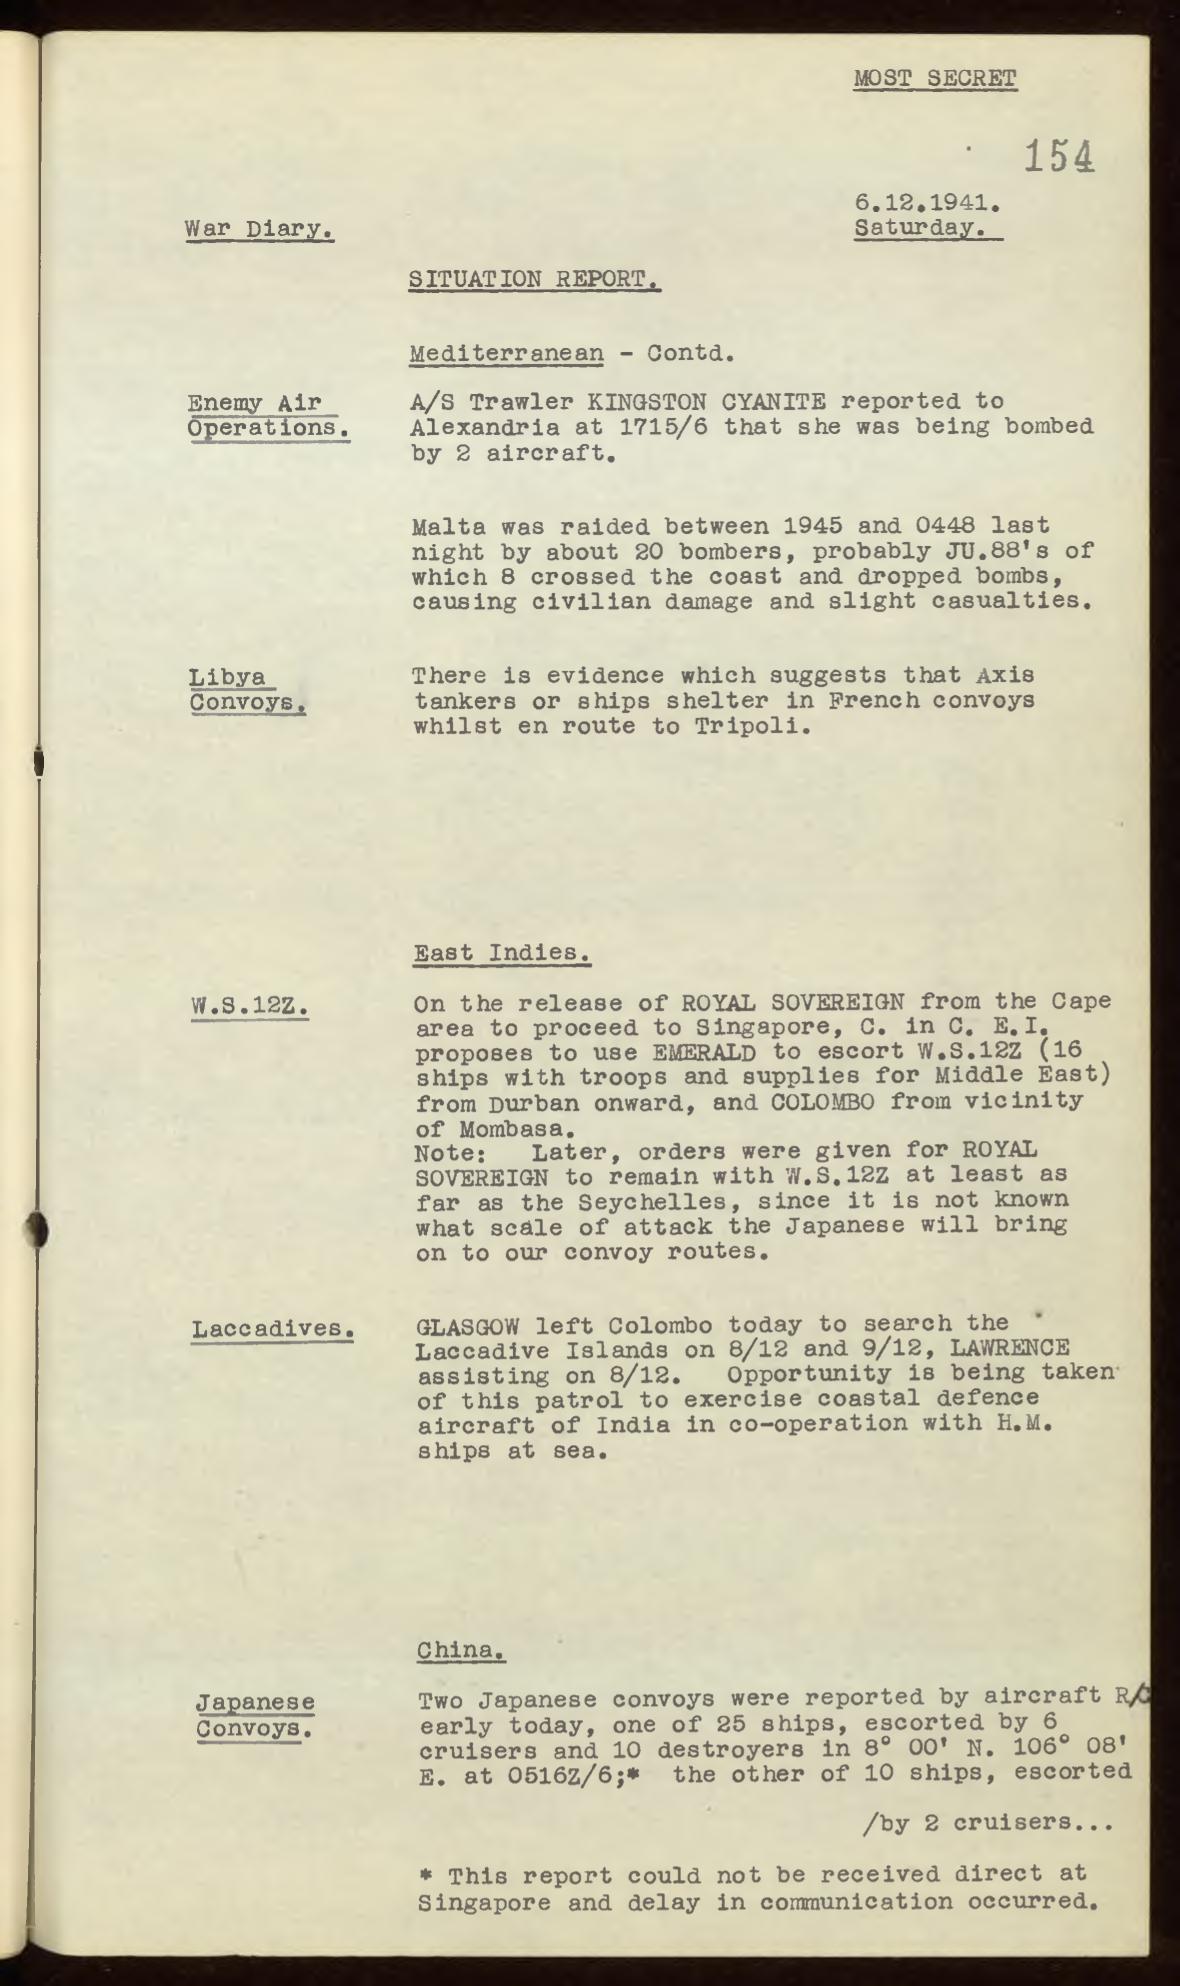 MOST SECRET
154
6.12.1941.
War Diary. Saturday.
SITUATION REPORT.
Mediterranean - Contd.
Enemy Air A/S Trawler KINGSTON CYANITE reported to
Operations. Alexandria at 1715/6 that she was being bombed
by 2 aircraft.
Malta was raided between 1945 and 0448 last
night by about 20 bombers, probably JU.88's of
which 8 crossed the coast and dropped bombs,
causing civilian damage and slight casualties.
Libya There is evidence which suggests that Axis
Convoys. tankers or ships shelter in French convoys
whilst en route to Tripoli.
East Indies.
W.S.12Z. On the release of ROYAL SOVEREIGN from the Cape
area to proceed to Singapore, C. in C. E.I.
proposes to use EMERALD to escort W.S.12Z (16
ships with troops and supplies for Middle East)
from Durban onward, and COLOMBO from vicinity
of Mombasa.
Note: Later, orders were given for ROYAL
SOVEREIGN to remain with W.S.12Z at least as
far as the Seychelles, since it is not known
what scale of attack the Japanese will bring
on to our convoy routes.
Laccadives. GLASGOW left Colombo today to search the
Laccadive Islands on 8/12 and 9/12, LAWRENCE
assisting on 8/12. Opportunity is being taken
of this patrol to exercise coastal defence
aircraft of India in co-operation with H.M.
ships at sea.
China.
Japanese Two Japanese convoys were reported by aircraft R/C
Convoys. early today, one of 25 ships, escorted by 6
cruisers and 10 destroyers in 8° 00' N. 106° 08'
E. at 0516Z/6;* the other of 10 ships, escorted
/by 2 cruisers...
* This report could not be received direct at
Singapore and delay in communication occurred.